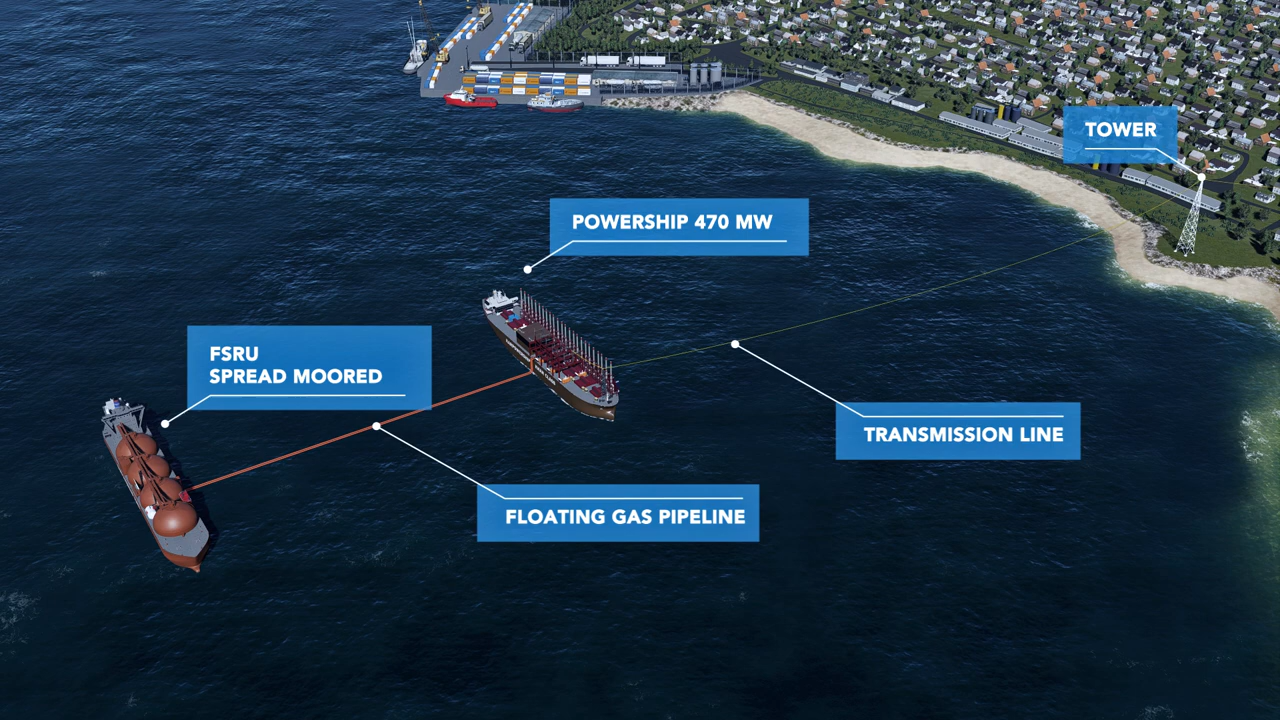 TOWER
POWERSHIP 470 MW
FSRU
SPREAD MOORED
TRANSMISSION LINE
FLOATING GAS PIPELINE